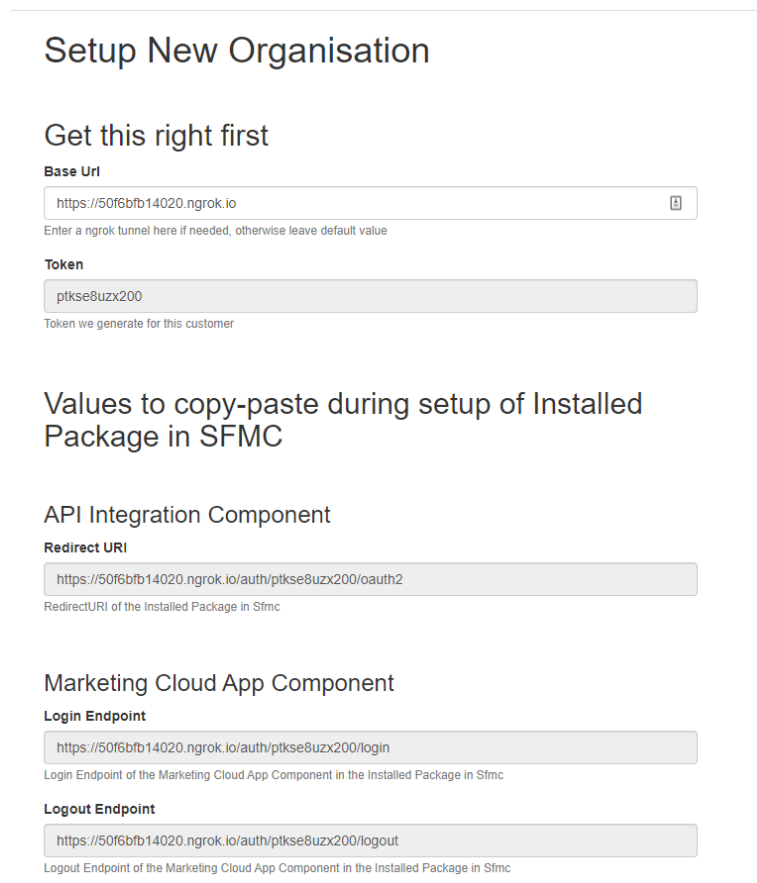 Setup New Organisation
Get this right first
Base Url
https://50f6bfb14020.ngrok.io
Enter a ngrok tunnel here if needed, otherwise leave default value
Token
ptkse8uzx200
Token we generate for this customer
Values to copy-paste during setup of Installed
Package in SFMC
API Integration Component
Redirect URI
https://50f6bfb14020.ngrok.io/auth/ptkse8uzx200/oauth2
RedirectURI of the Installed Package in Sfmc
Marketing Cloud App Component
Login Endpoint
https://50f6bfb14020.ngrok.io/auth/ptkse8uzx200/login
Login Endpoint of the Marketing Cloud App Component in the Installed Package in Sfmc
Logout Endpoint
https://50f6bfb14020.ngrok.io/auth/ptkse8uzx200/logout
Logout Endpoint of the Marketing Cloud App Component in the Installed Package in Sfmc